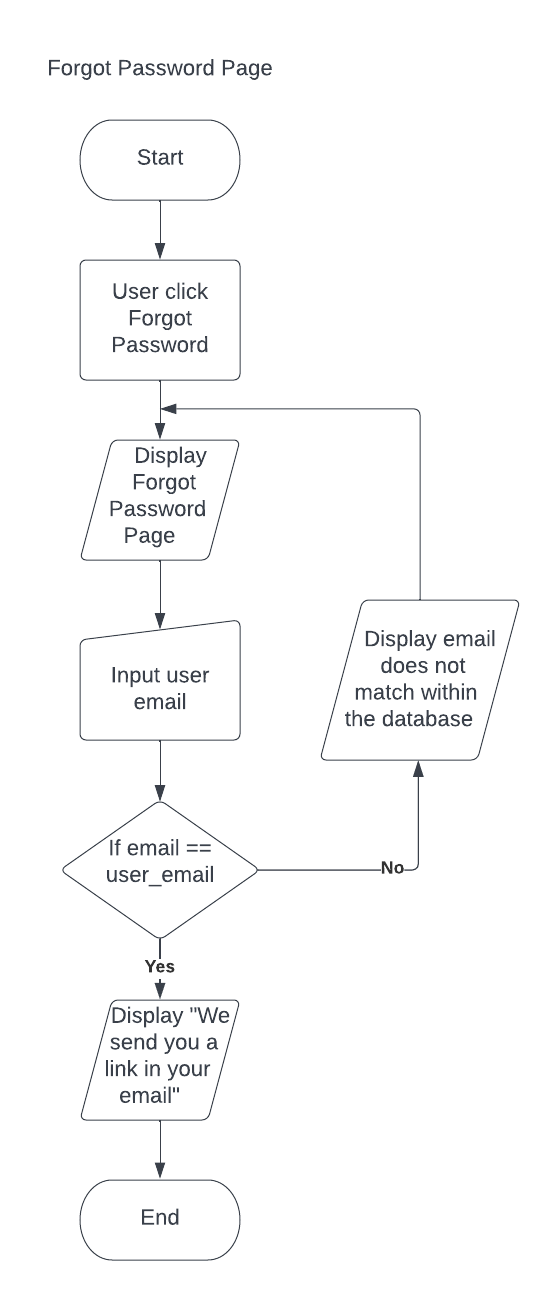 Forgot Password Page
Start
User click
Forgot
Password
Display
Forgot
Password
Page
Input user
email
Display email
does not
match within
the database
If email ==
user_email
No
Yes
Display "We
send you a
link in your
email"
End